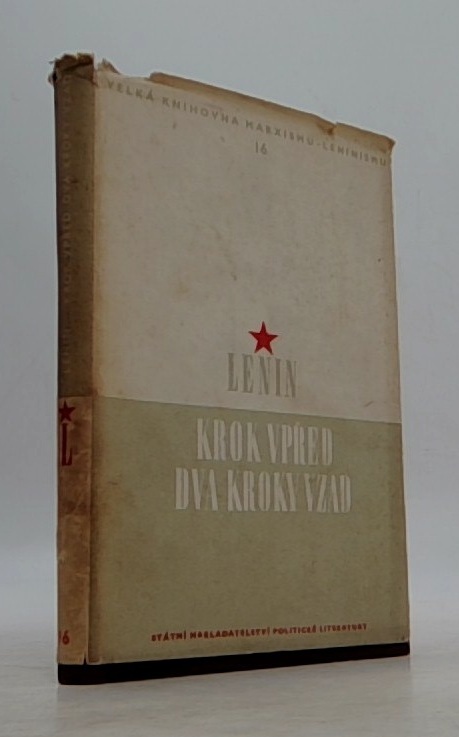 VELKÁ KNIHOVNA MARXISMU-LENINISMU
16
LENIN
KROK VPŘED
DVA KROKY VZAD
STÁTNÍ NAKLADATELSTVÍ POLITICKÉ LITERATURY
L
16